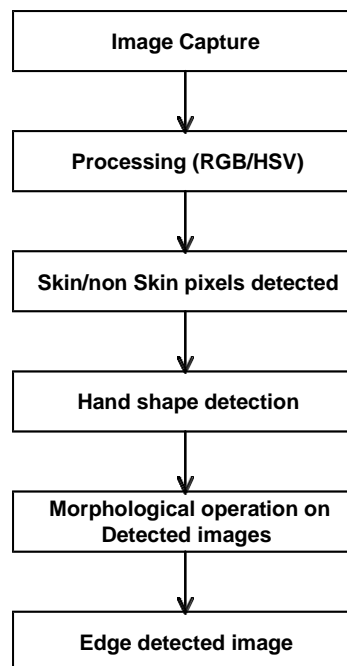 Image Capture
Processing (RGB/HSV)
Skin/non Skin pixels detected
Hand shape detection
Morphological operation on
Detected images
Edge detected image